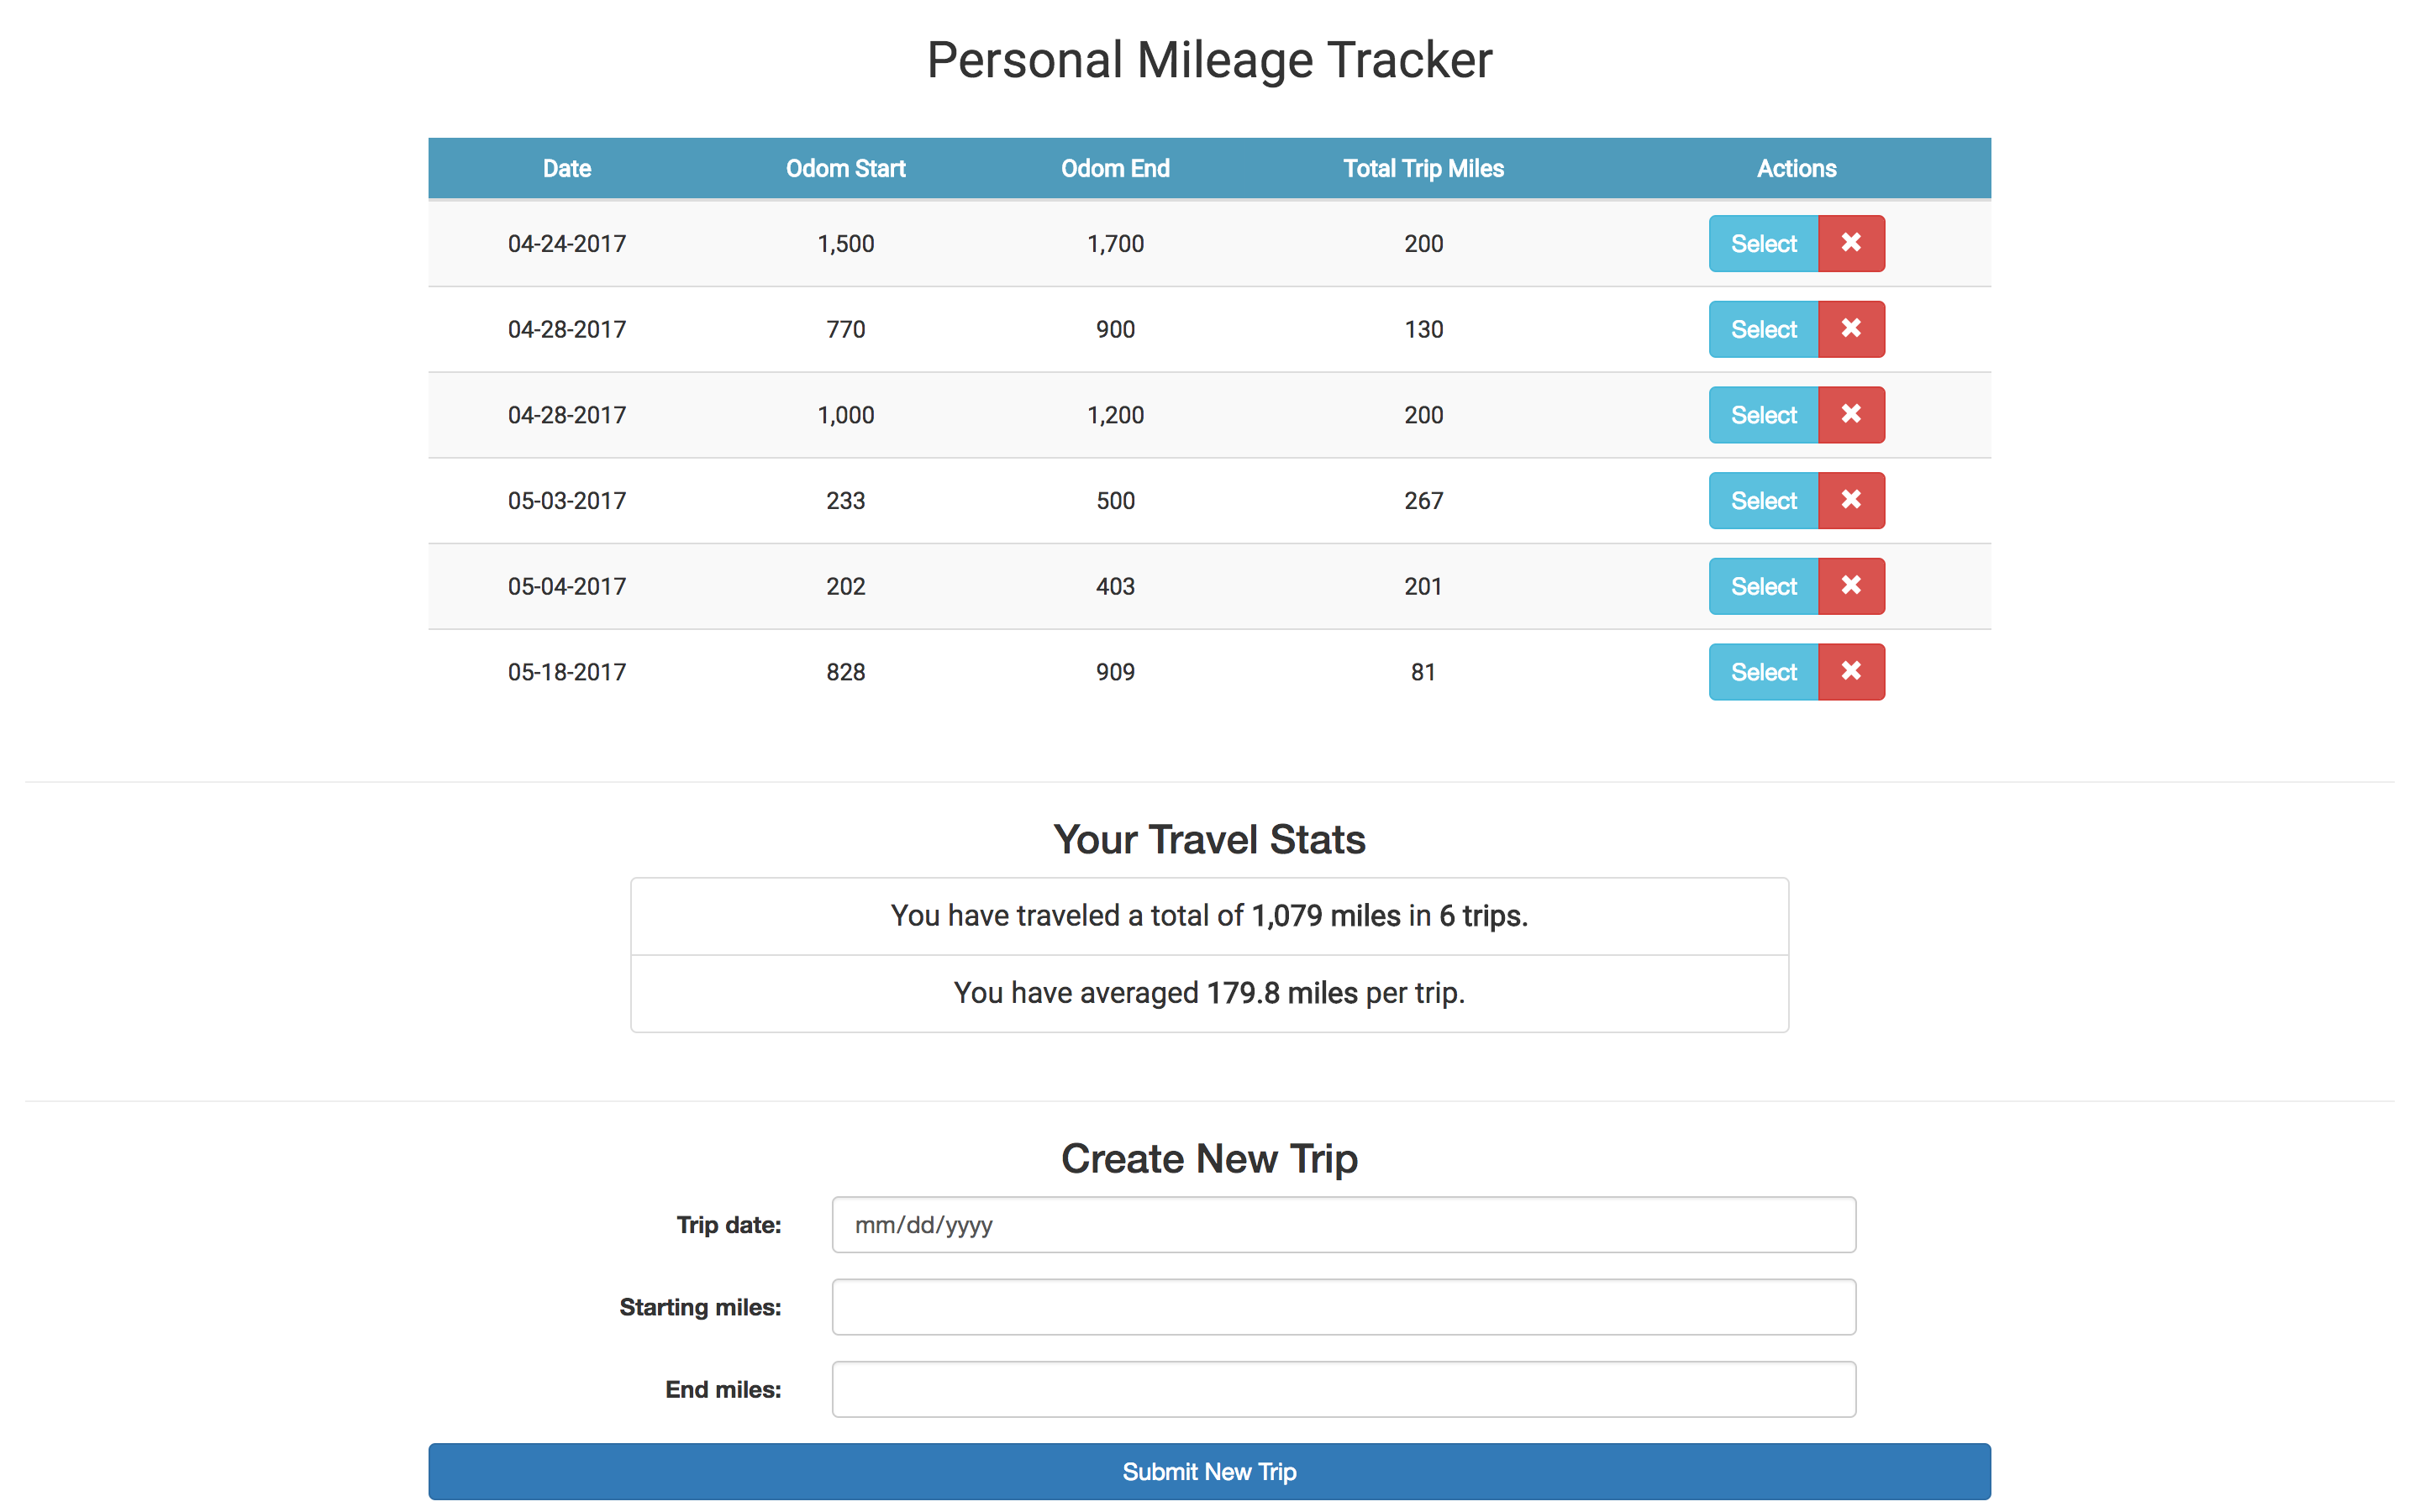 Personal Mileage Tracker
Date Odom Start Odom End Total Trip Miles Actions
04-24-2017 1,500 1,700 200 Select
04-28-2017 770 900 130 Select
04-28-2017 1,000 1,200 200 Select
05-03-2017 233 500 267 Select
05-04-2017 202 403 201 Select
05-18-2017 828 909 81 Select
Your Travel Stats
You have traveled a total of 1,079 miles in 6 trips.
You have averaged 179.8 miles per trip.
Create New Trip
Trip date: mm/dd/yyyy
Starting miles:
End miles:
Submit New Trip